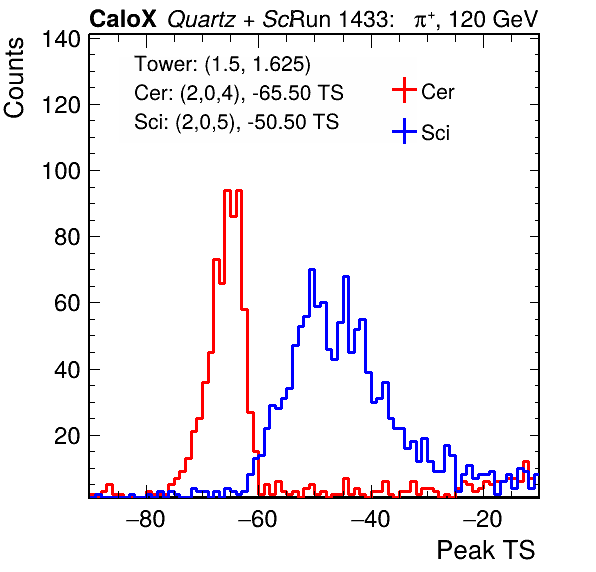 CaloX Quartz + ScRun 1433: π⁺, 120 GeV
Counts
140
120
100
80
60
40
20
Tower: (1.5, 1.625)
Cer: (2,0,4), -65.50 TS
Sci: (2,0,5), -50.50 TS
Cer
Sci
−80 −60 −40 −20
Peak TS